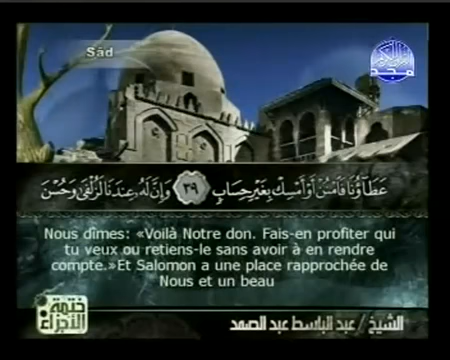 Sâd
المجد
عَطَاؤُنَا فَامْنُنْ أَوْ أَمْسِكْ بِغَيْرِ حِسَابٍ ٣٩ وَإِنَّ لَهُ عِندَنَا لَزُلْفَىٰ وَحُسْنَ
Nous dîmes: «Voilà Notre don. Fais-en profiter qui
tu veux ou retiens-le sans avoir à en rendre
compte.»Et Salomon a une place rapprochée de
Nous et un beau
ختمة
الأجزاء
الشيخ / عبد الباسط عبد الصمد